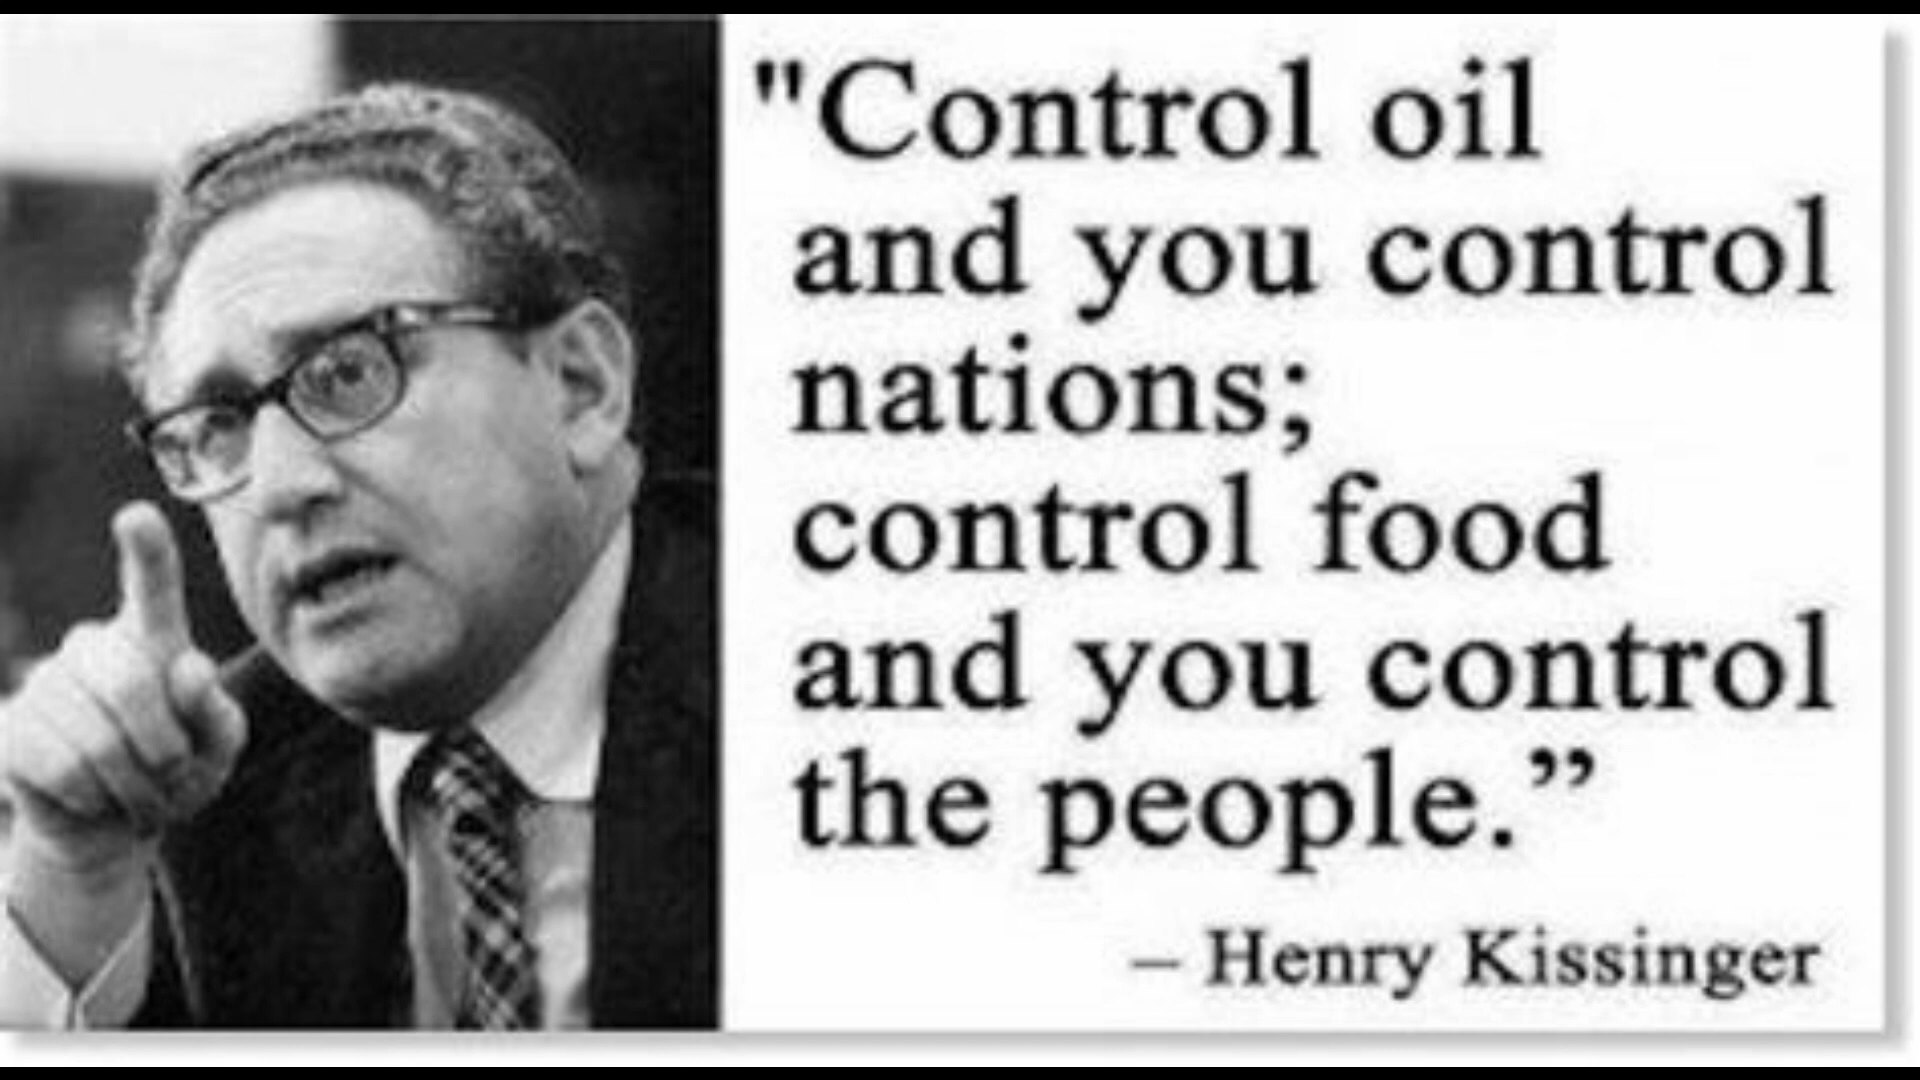 "Control oil
and you control
nations;
control food
and you control
the people.”
– Henry Kissinger